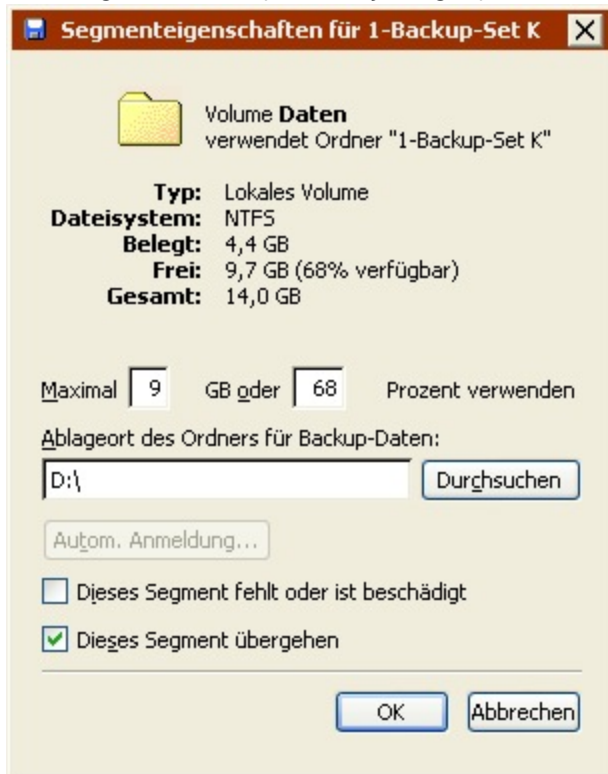 Segmenteigenschaften für 1-Backup-Set K
Volume Daten
verwendet Ordner "1-Backup-Set K"
Typ: Lokales Volume
Dateisystem: NTFS
Belegt: 4,4 GB
Frei: 9,7 GB (68% verfügbar)
Gesamt: 14,0 GB
Maximal 9 GB oder 68 Prozent verwenden
Ablageort des Ordners für Backup-Daten:
D:\ Durchsuchen
Autom. Anmeldung...
Dieses Segment fehlt oder ist beschädigt
Dieses Segment übergehen
OK Abbrechen